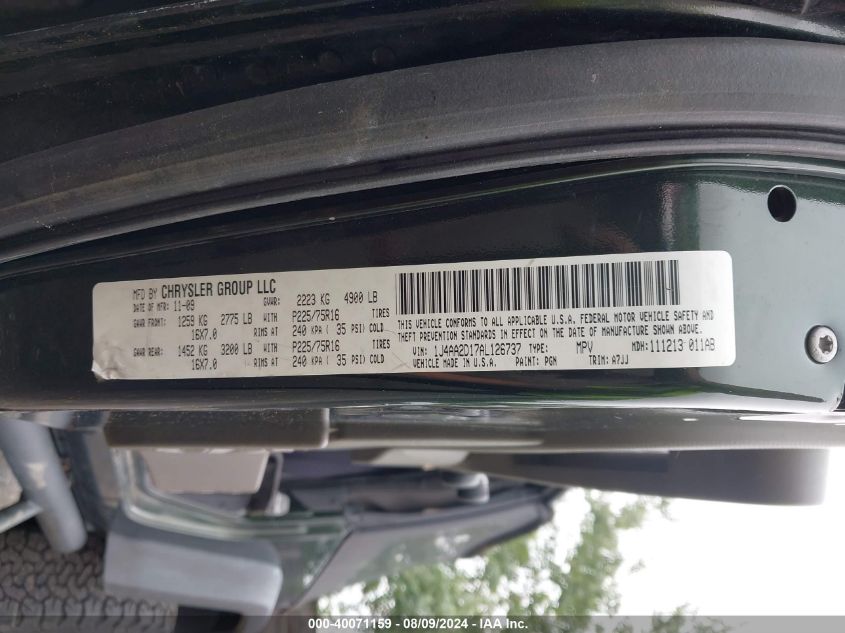 MFD BY CHRYSLER GROUP LLC
DATE OF MFR: 11-09 GVWR: 2223 KG 4900 LB
GAWR FRONT: 1259 KG 2775 LB WITH P225/75R16 TIRES
16X7.0 RIMS AT 240 KPA ( 35 PSI) COLD
GAWR REAR: 1452 KG 3200 LB WITH P225/75R16 TIRES
16X7.0 RIMS AT 240 KPA ( 35 PSI) COLD
THIS VEHICLE CONFORMS TO ALL APPLICABLE U.S.A. FEDERAL MOTOR VEHICLE SAFETY
AND THEFT PREVENTION STANDARDS IN EFFECT ON THE DATE OF MANUFACTURE SHOWN ABOVE.
VIN: 1J4AA2D17AL126737 TYPE: MPV MDH: 111213 011AB
VEHICLE MADE IN U.S.A. PAINT: PGN TRIM: A7JJ
000-40071159 - 08/09/2024 - IAA Inc.